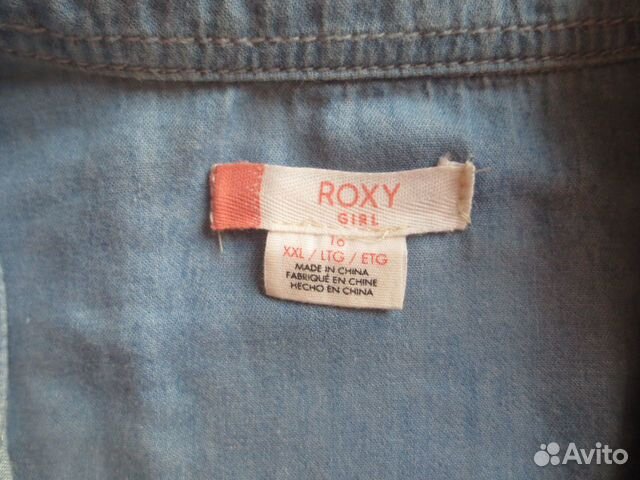 ROXY
GIRL
16
XXL / LTG / ETG
MADE IN CHINA
FABRIQUÉ EN CHINE
HECHO EN CHINA
Avito